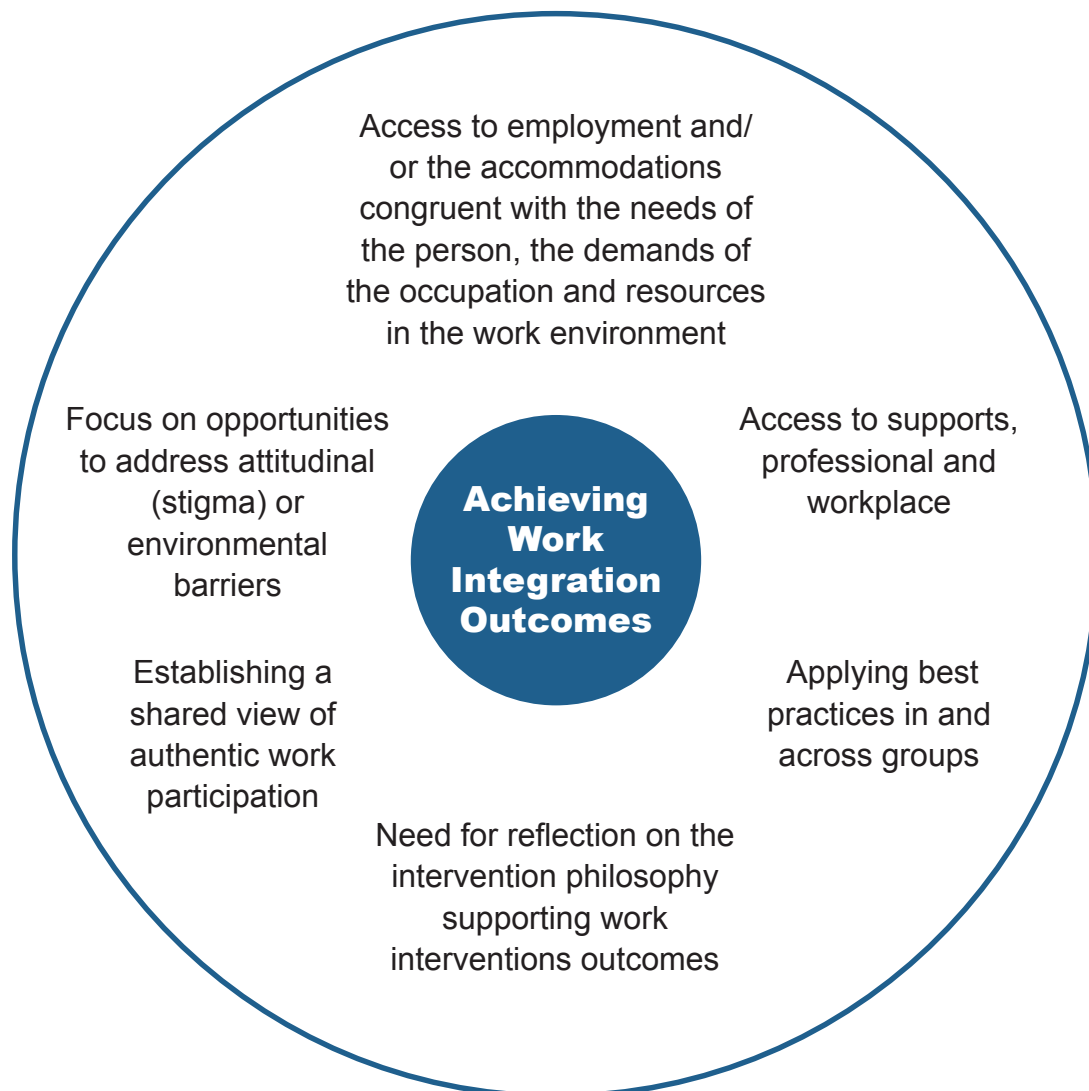 Access to employment and/
or the accommodations
congruent with the needs of
the person, the demands of
the occupation and resources
in the work environment
Focus on opportunities
to address attitudinal
(stigma) or
environmental
barriers
Achieving
Work
Integration
Outcomes
Access to supports,
professional and
workplace
Establishing a
shared view of
authentic work
participation
Applying best
practices in and
across groups
Need for reflection on the
intervention philosophy
supporting work
interventions outcomes